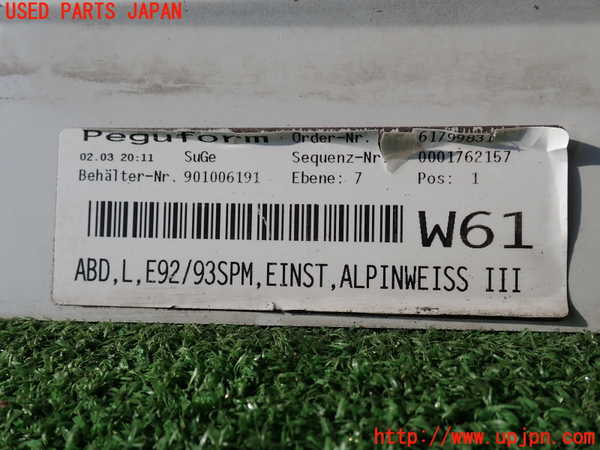 USED PARTS JAPAN
Peguform Order-Nr. 61799837
02.03 20:11 SuGe Sequenz-Nr. 0001762157
Behälter-Nr. 901006191 Ebene: 7 Pos: 1
W61
ABD,L,E92/93SPM,EINST,ALPINWEISS III
http://www.upjpn.com/